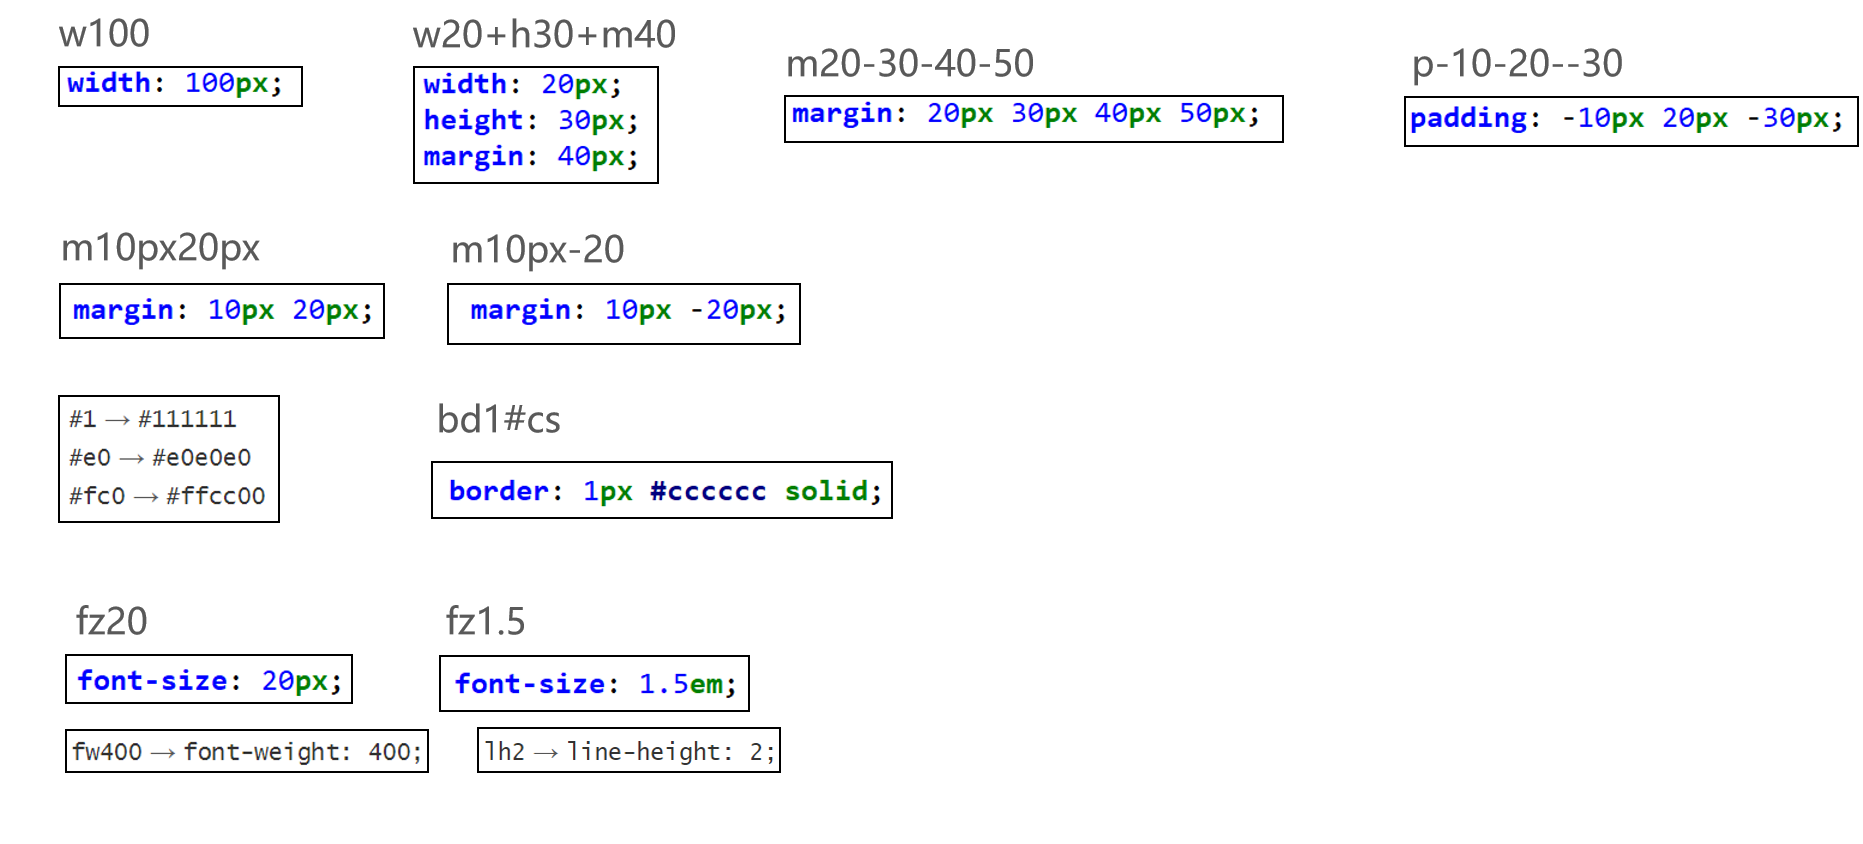 w100
width: 100px;
w20+h30+m40
width: 20px;
height: 30px;
margin: 40px;
m20-30-40-50
margin: 20px 30px 40px 50px;
p-10-20--30
padding: -10px 20px -30px;
m10px20px
margin: 10px 20px;
m10px-20
margin: 10px -20px;
#1 → #111111
#e0 → #e0e0e0
#fc0 → #ffcc00
bd1#cs
border: 1px #cccccc solid;
fz20
font-size: 20px;
fz1.5
font-size: 1.5em;
fw400 → font-weight: 400;
lh2 → line-height: 2;